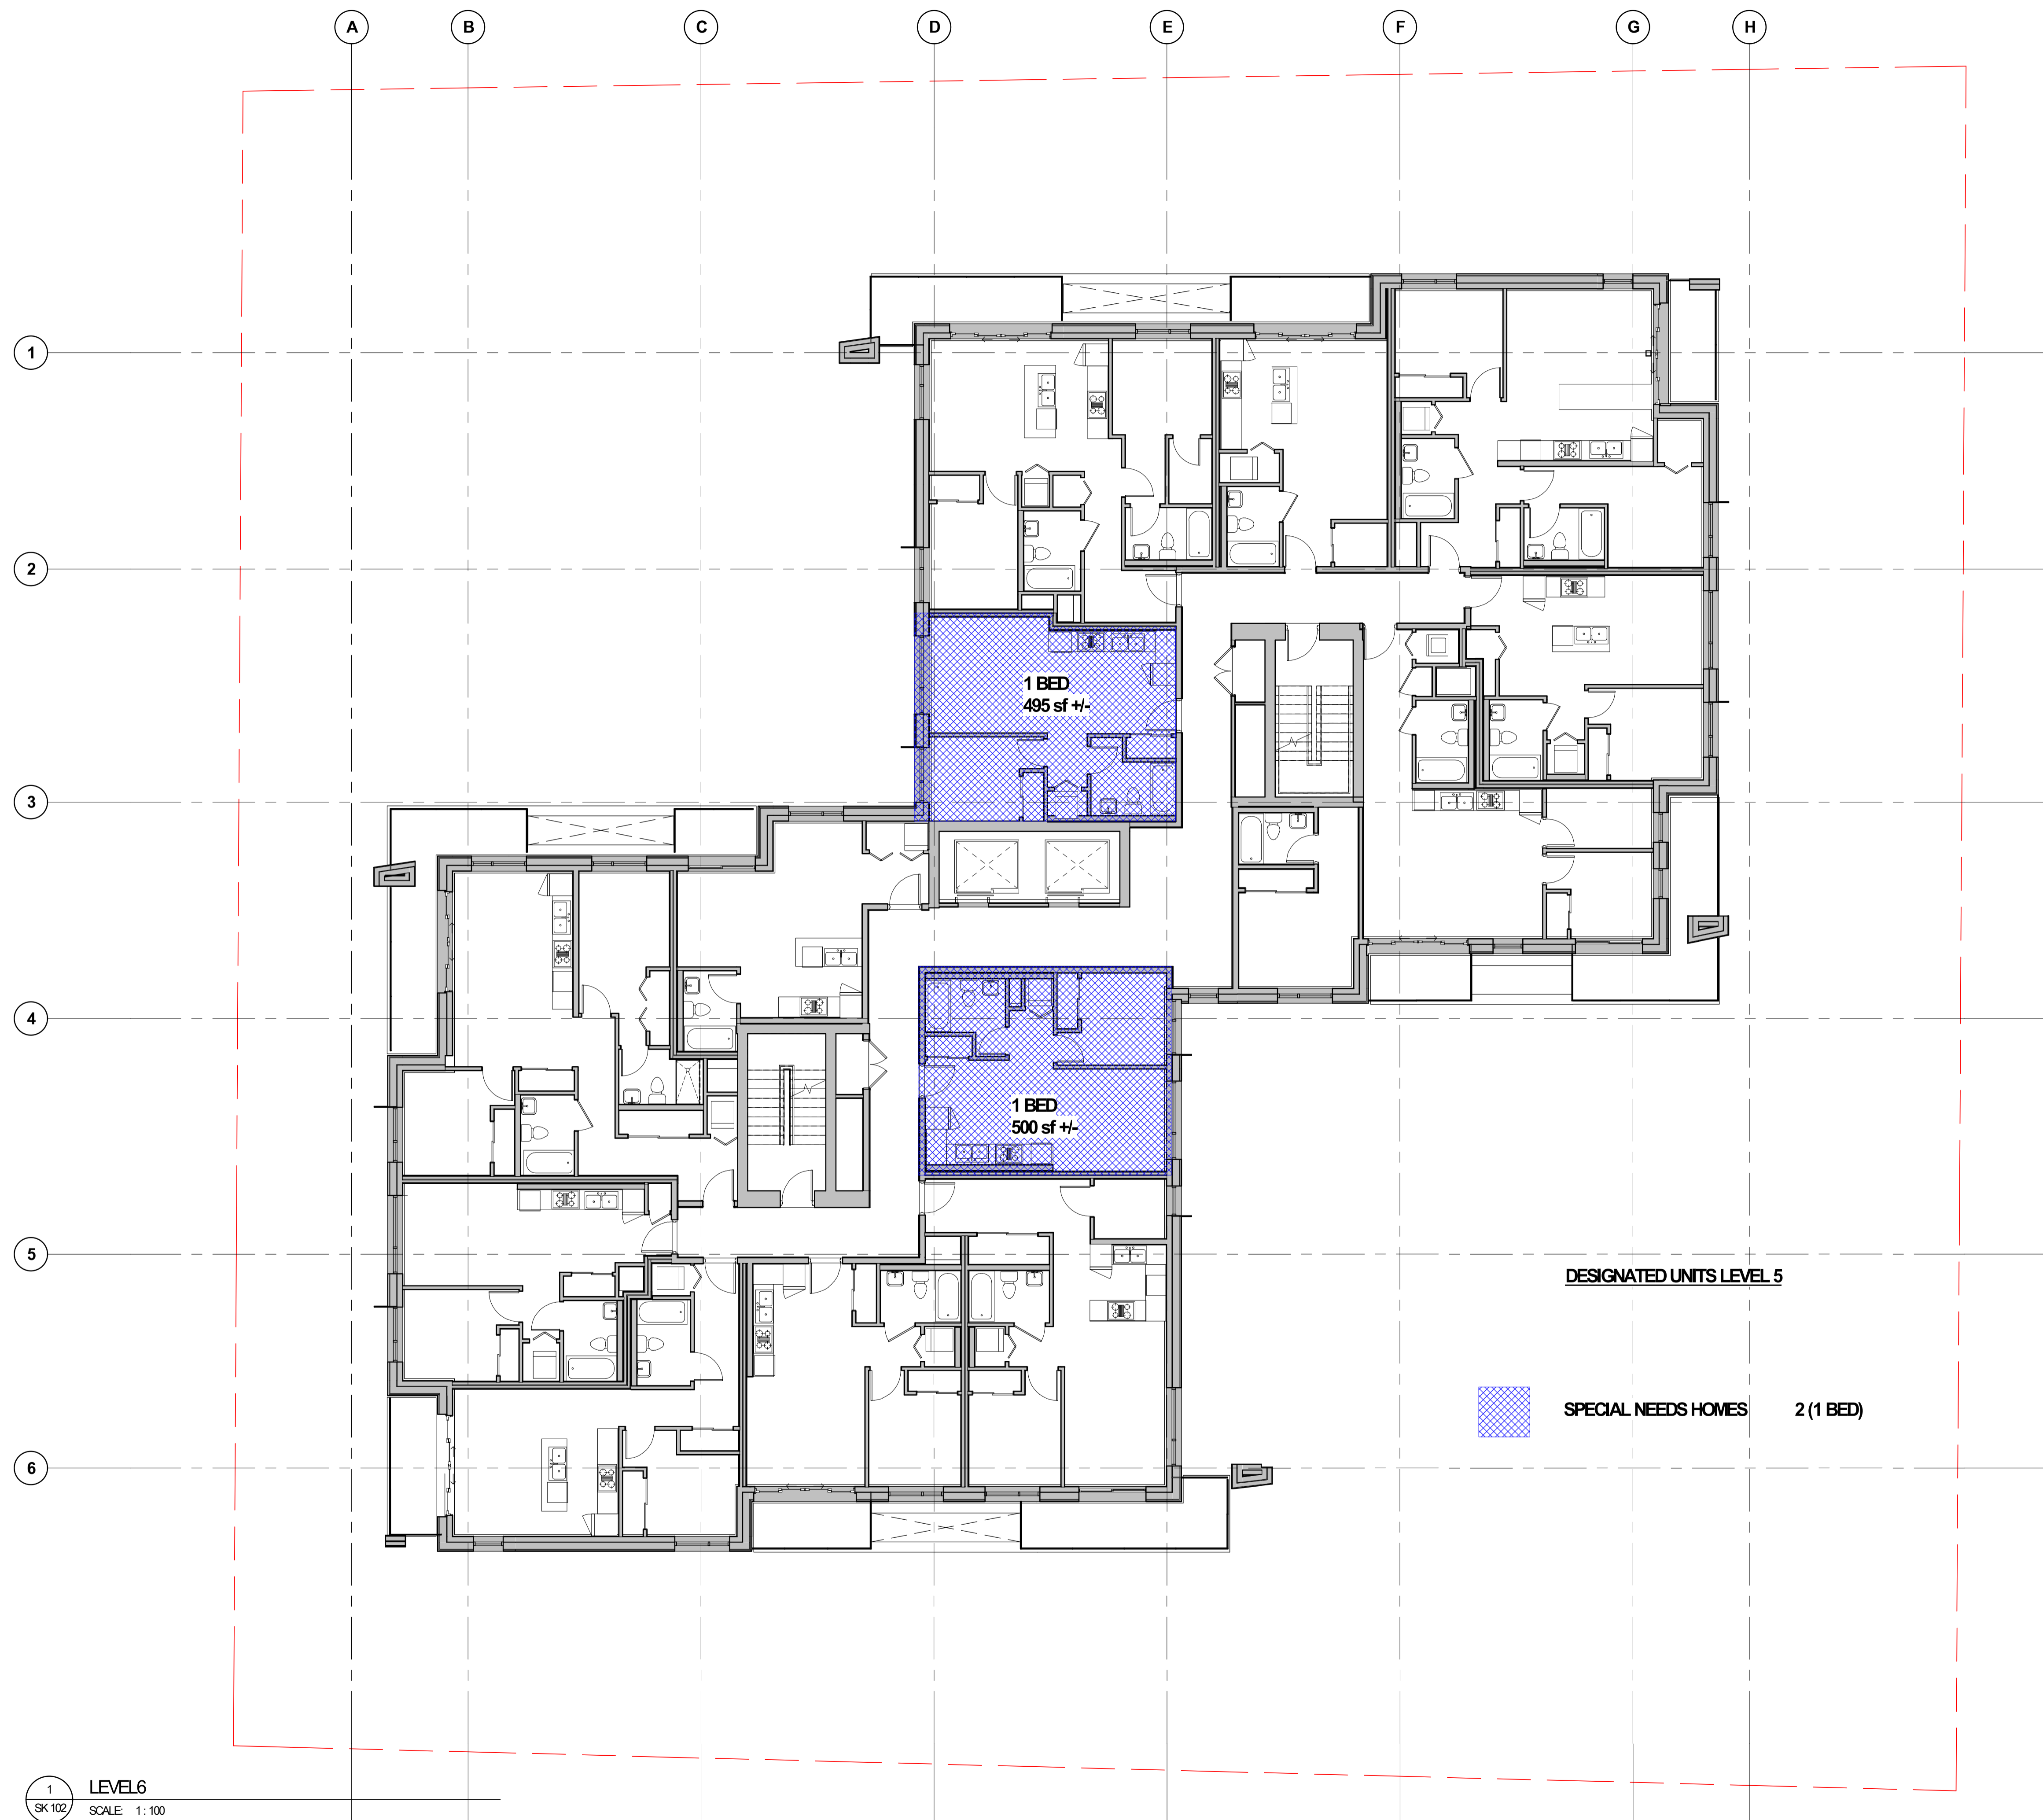 A B C D E F G H
1
2
1 BED
495 sf +/-
3
4
1 BED
500 sf +/-
5
DESIGNATED UNITS LEVEL 5
SPECIAL NEEDS HOMES 2 (1 BED)
6
1
SK 102
LEVEL6
SCALE: 1 : 100